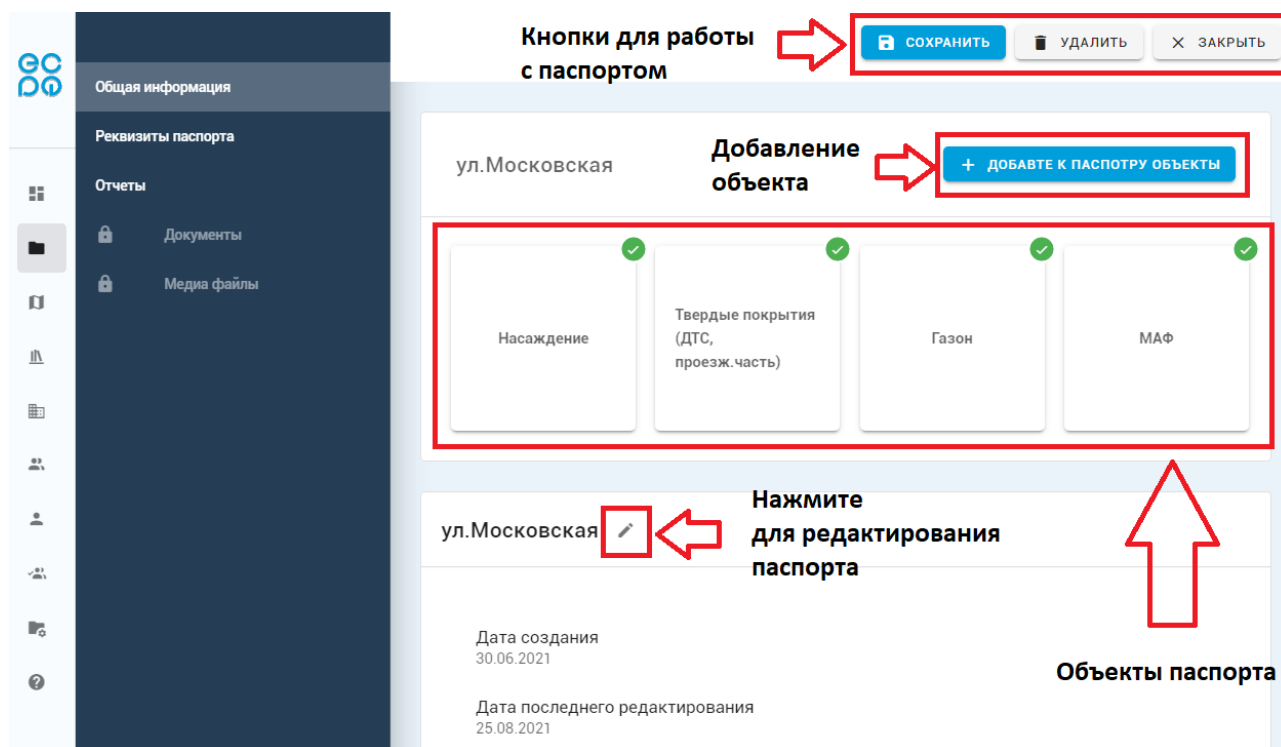 Кнопки для работы
с паспортом
СОХРАНИТЬ
УДАЛИТЬ
ЗАКРЫТЬ
Общая информация
Реквизиты паспорта
Отчеты
Документы
Медиа файлы
ул.Московская
Добавление
объекта
+ ДОБАВТЕ К ПАСПОТРУ ОБЪЕКТЫ
Насаждение
Твердые покрытия
(ДТС,
проезж.часть)
Газон
МАФ
ул.Московская
Нажмите
для редактирования
паспорта
Объекты паспорта
Дата создания
30.06.2021
Дата последнего редактирования
25.08.2021